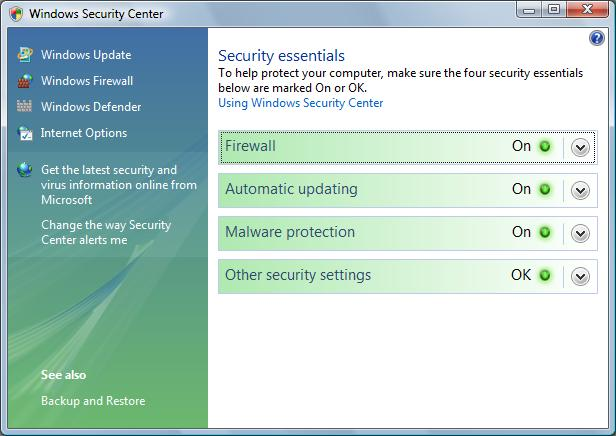 Windows Security Center
Windows Update
Windows Firewall
Windows Defender
Internet Options
Get the latest security and
virus information online from
Microsoft
Change the way Security
Center alerts me
See also
Backup and Restore
Security essentials
To help protect your computer, make sure the four security essentials
below are marked On or OK.
Using Windows Security Center
Firewall On
Automatic updating On
Malware protection On
Other security settings OK